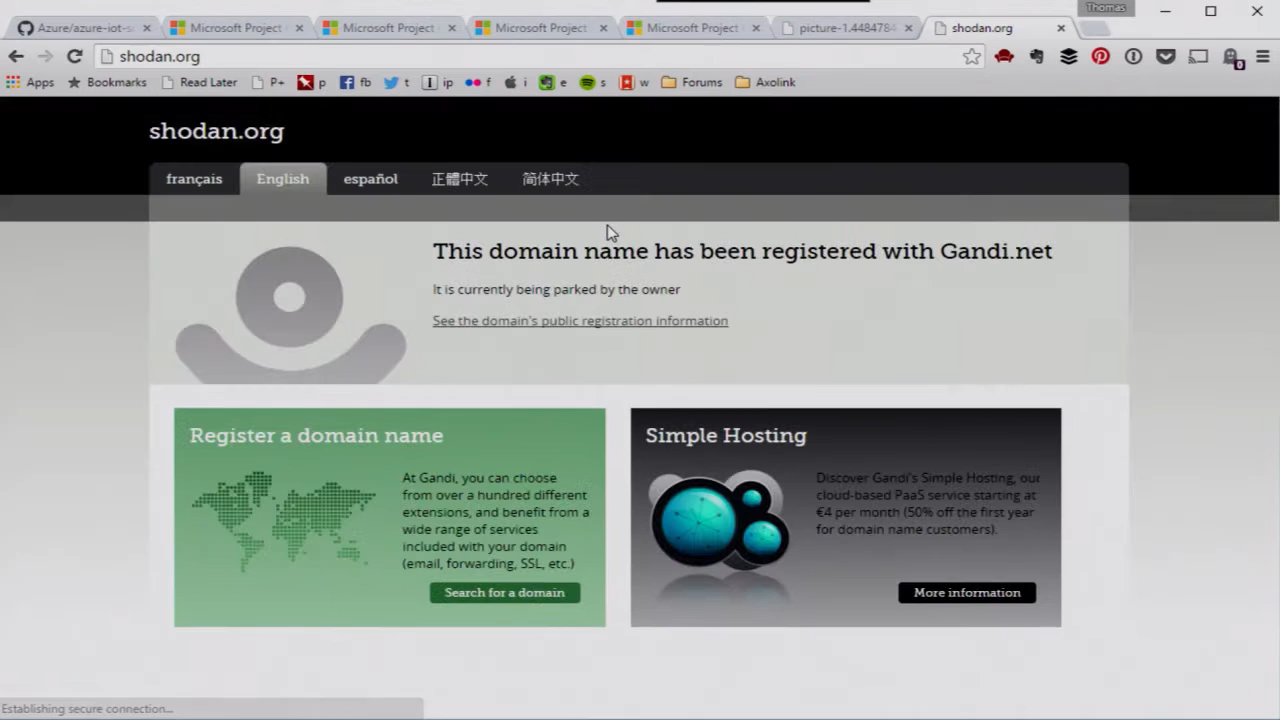 Thomas
Azure/azure-iot-s
Microsoft Project
Microsoft Project
Microsoft Project
Microsoft Project
picture-1.4484784
shodan.org
shodan.org
Apps
Bookmarks
Read Later
P+
p
fb
t
ip
f
i
e
s
w
Forums
Axolink
shodan.org
français
English
español
正體中文
简体中文
This domain name has been registered with Gandi.net
It is currently being parked by the owner
See the domain's public registration information
Register a domain name
At Gandi, you can choose
from over a hundred different
extensions, and benefit from a
wide range of services
included with your domain
(email, forwarding, SSL, etc.)
Search for a domain
Simple Hosting
Discover Gandi's Simple Hosting, our
cloud-based PaaS service starting at
€4 per month (50% off the first year
for domain name customers).
More information
Establishing secure connection...